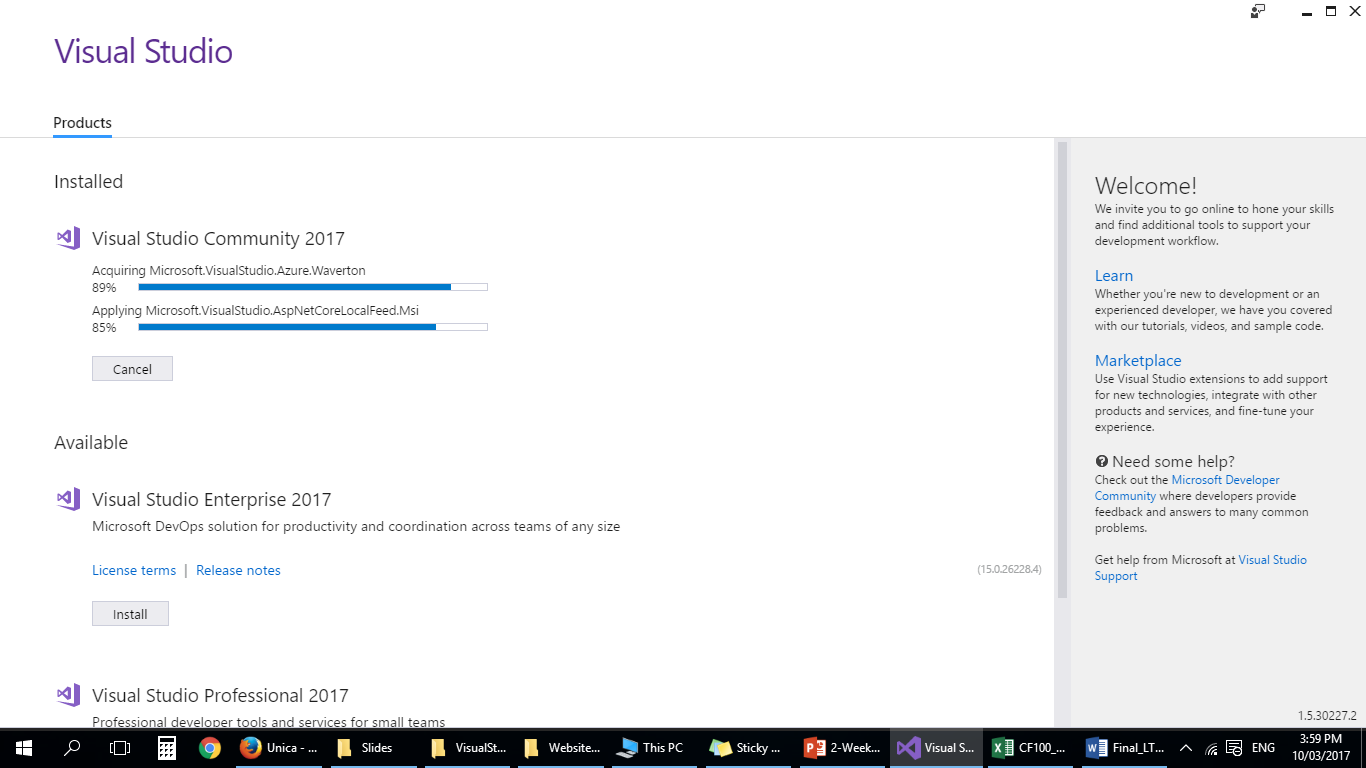 Visual Studio
Products
Installed
Visual Studio Community 2017
Acquiring Microsoft.VisualStudio.Azure.Waverton
89%
Applying Microsoft.VisualStudio.AspNetCoreLocalFeed.Msi
85%
Cancel
Available
Visual Studio Enterprise 2017
Microsoft DevOps solution for productivity and coordination across teams of any size
License terms | Release notes
(15.0.26228.4)
Install
Visual Studio Professional 2017
Professional developer tools and services for small teams
Welcome!
We invite you to go online to hone your skills
and find additional tools to support your
development workflow.
Learn
Whether you're new to development or an
experienced developer, we have you covered
with our tutorials, videos, and sample code.
Marketplace
Use Visual Studio extensions to add support
for new technologies, integrate with other
products and services, and fine-tune your
experience.
Need some help?
Check out the Microsoft Developer
Community where developers provide
feedback and answers to many common
problems.
Get help from Microsoft at Visual Studio
Support
1.5.30227.2
Unica - ...
Slides
VisualSt...
Website...
This PC
Sticky ...
2-Week...
Visual S...
CF100_...
Final_LT...
ENG
3:59 PM
10/03/2017